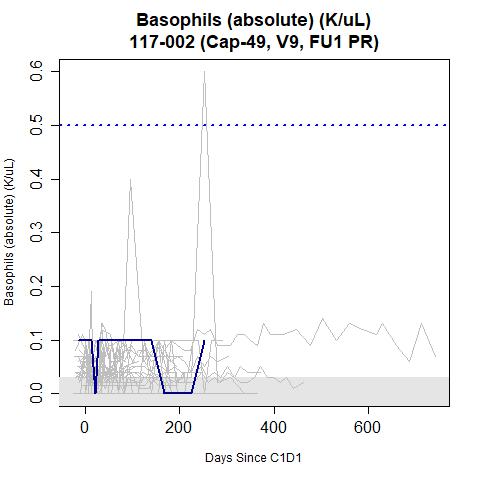 Basophils (absolute) (K/uL)
117-002 (Cap-49, V9, FU1 PR)
Basophils (absolute) (K/uL)
0.6
0.5
0.4
0.3
0.2
0.1
0.0
0
200
400
600
Days Since C1D1